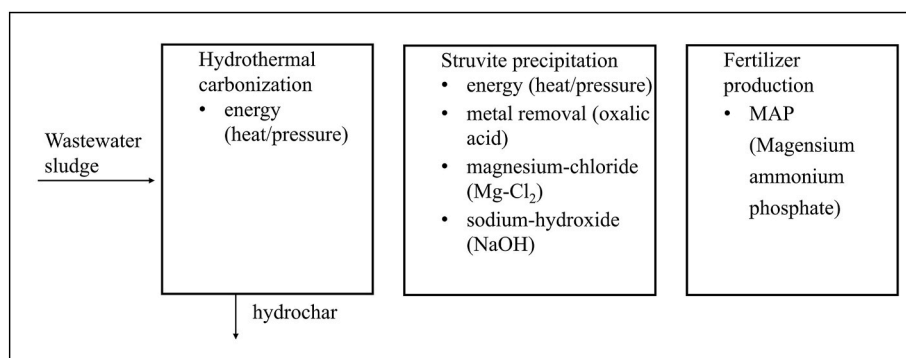 Wastewater
sludge
Hydrothermal
carbonization
• energy
(heat/pressure)
hydrochar
Struvite precipitation
• energy (heat/pressure)
• metal removal (oxalic
acid)
• magnesium-chloride
(Mg-Cl₂)
• sodium-hydroxide
(NaOH)
Fertilizer
production
• MAP
(Magensium
ammonium
phosphate)